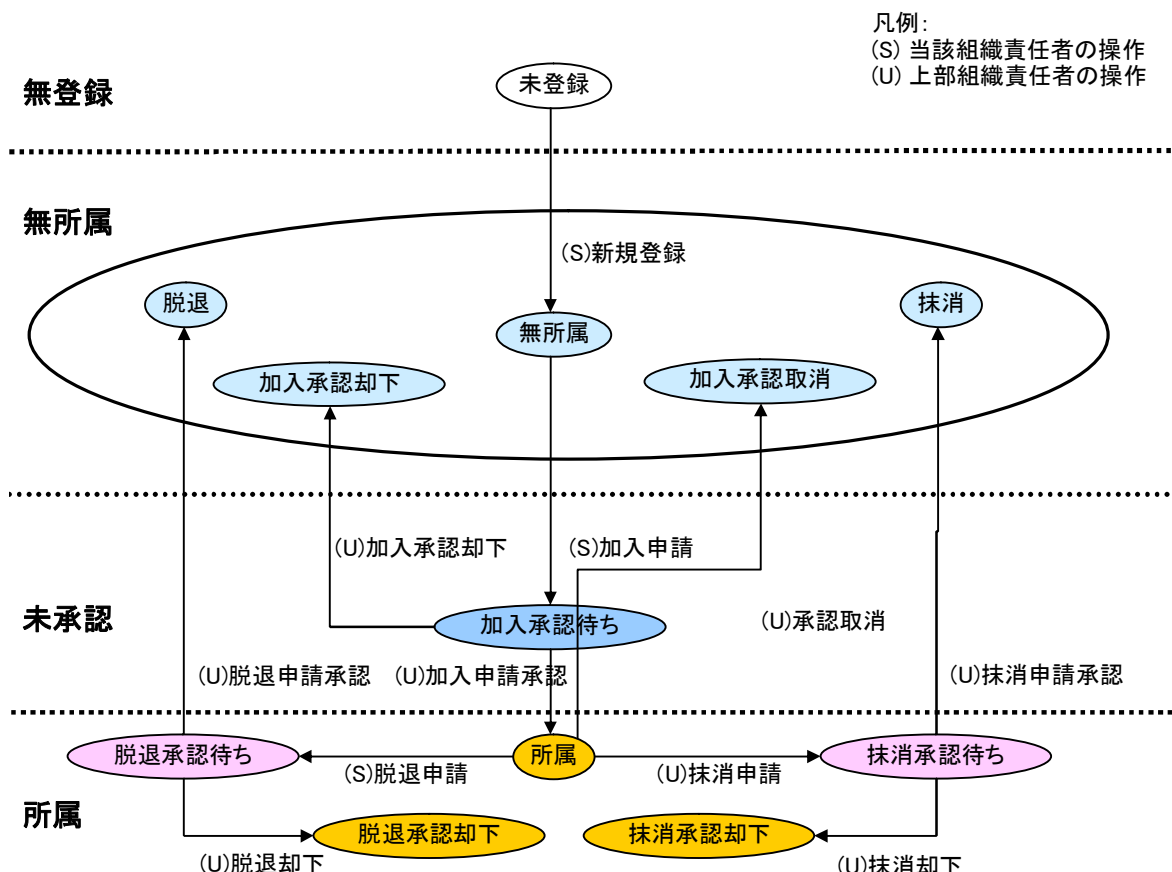 凡例:
(S) 当該組織責任者の操作
(U) 上部組織責任者の操作
無登録
未登録
無所属
(S)新規登録
脱退
無所属
抹消
加入承認却下
加入承認取消
(U)加入承認却下
(S)加入申請
未承認
加入承認待ち
(U)承認取消
(U)脱退申請承認
(U)加入申請承認
(U)抹消申請承認
脱退承認待ち
所属
抹消承認待ち
(S)脱退申請
(U)抹消申請
所属
脱退承認却下
抹消承認却下
(U)脱退却下
(U)抹消却下